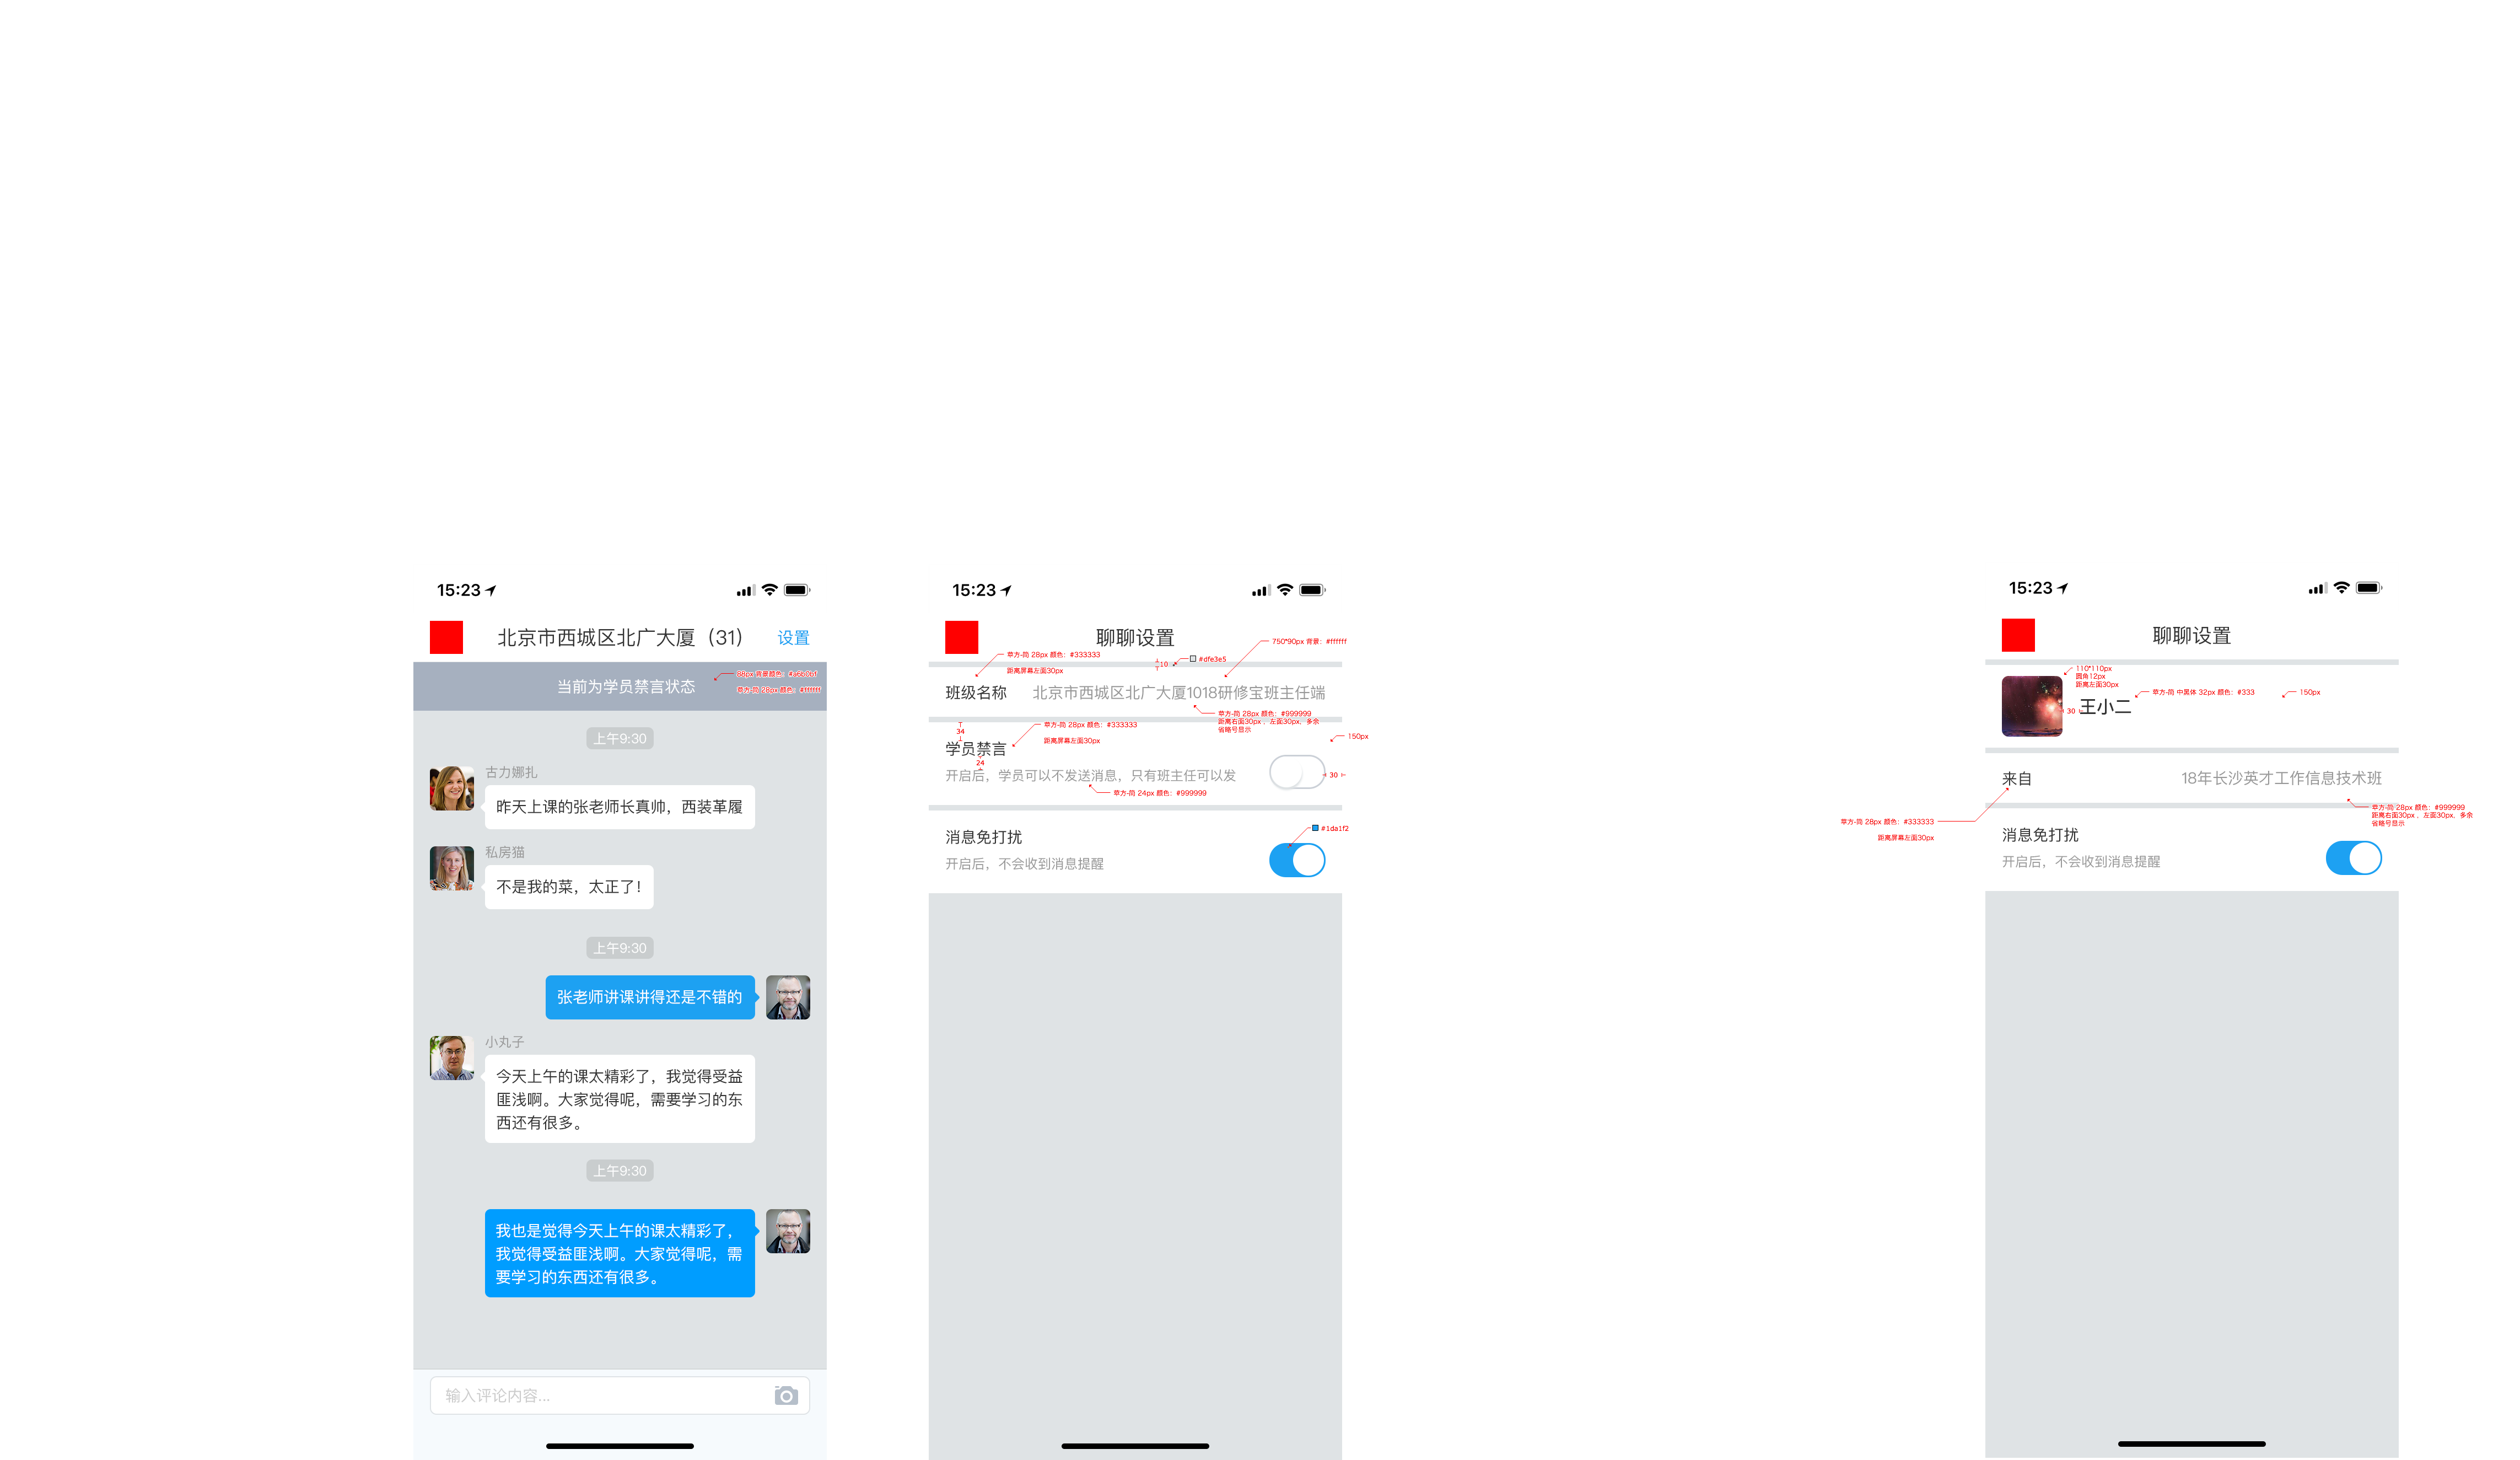 15:23
北京市西城区北广大厦（31）
设置
当前为学员禁言状态
88px 背景颜色：#a6b0bf
苹方-简 28px 颜色：#ffffff
上午9:30
古力娜扎
昨天上课的张老师长真帅，西装革履
私房猫
不是我的菜，太正了！
上午9:30
张老师讲课讲得还是不错的
小丸子
今天上午的课太精彩了，我觉得受益
匪浅啊。大家觉得呢，需要学习的东
西还有很多。
上午9:30
我也是觉得今天上午的课太精彩了，
我觉得受益匪浅啊。大家觉得呢，需
要学习的东西还有很多。
输入评论内容...
15:23
聊聊设置
750*90px 背景：#ffffff
苹方-简 28px 颜色：#333333
距离屏幕左面30px
10
#dfe3e5
班级名称
北京市西城区北广大厦1018研修宝班主任端
苹方-简 28px 颜色：#999999
距离右面30px ，左面30px，多余
省略号显示
34
苹方-简 28px 颜色：#333333
距离屏幕左面30px
150px
学员禁言
24
开启后，学员可以不发送消息，只有班主任可以发
30
苹方-简 24px 颜色：#999999
#1da1f2
消息免打扰
开启后，不会收到消息提醒
15:23
聊聊设置
110*110px
圆角12px
距离左面30px
苹方-简 中黑体 32px 颜色：#333
150px
30
王小二
来自
18年长沙英才工作信息技术班
苹方-简 28px 颜色：#999999
距离右面30px ，左面30px，多余
省略号显示
苹方-简 28px 颜色：#333333
距离屏幕左面30px
消息免打扰
开启后，不会收到消息提醒